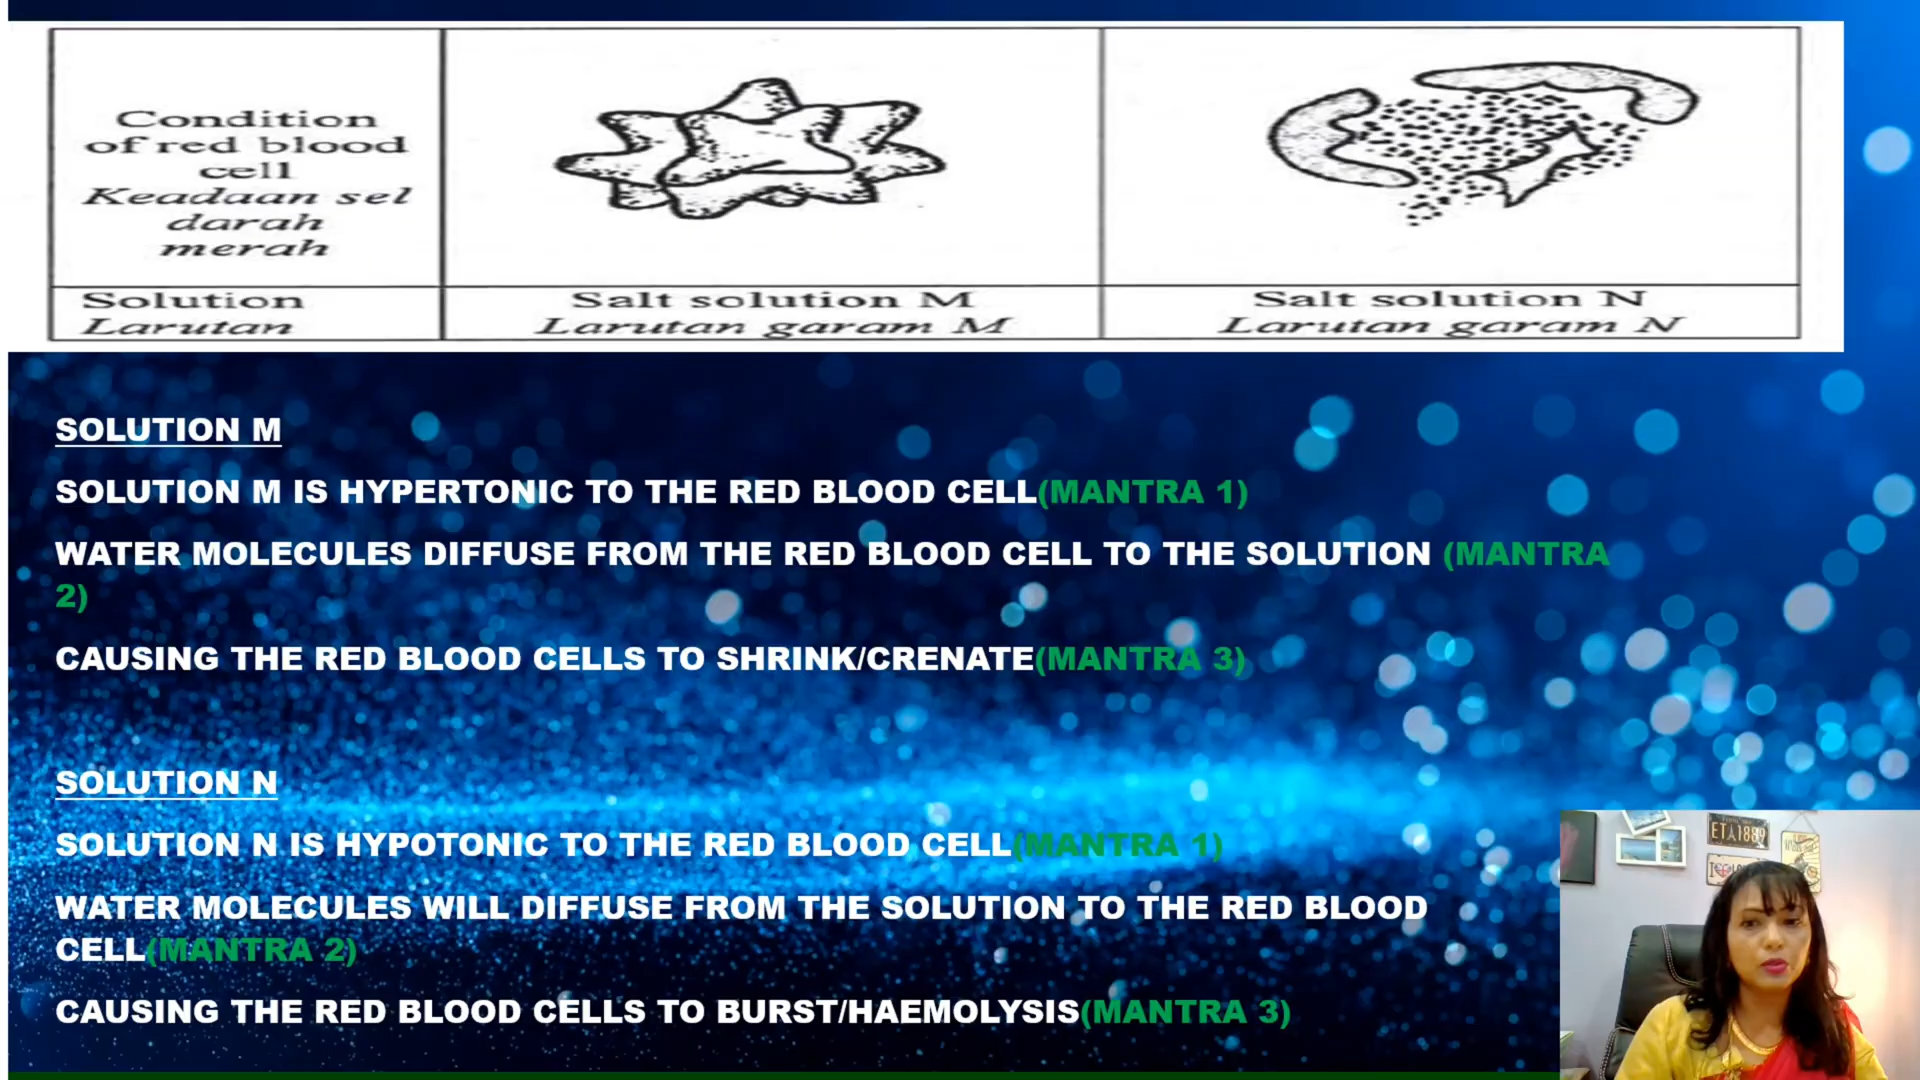 Condition
of red blood
cell
Keadaan sel
darah
merah
Solution
Larutan
Salt solution M
Larutan garam M
Salt solution N
Larutan garam N
SOLUTION M
SOLUTION M IS HYPERTONIC TO THE RED BLOOD CELL(MANTRA 1)
WATER MOLECULES DIFFUSE FROM THE RED BLOOD CELL TO THE SOLUTION (MANTRA
2)
CAUSING THE RED BLOOD CELLS TO SHRINK/CRENATE(MANTRA 3)
SOLUTION N
SOLUTION N IS HYPOTONIC TO THE RED BLOOD CELL(MANTRA 1)
WATER MOLECULES WILL DIFFUSE FROM THE SOLUTION TO THE RED BLOOD
CELL(MANTRA 2)
CAUSING THE RED BLOOD CELLS TO BURST/HAEMOLYSIS(MANTRA 3)
ETA1889